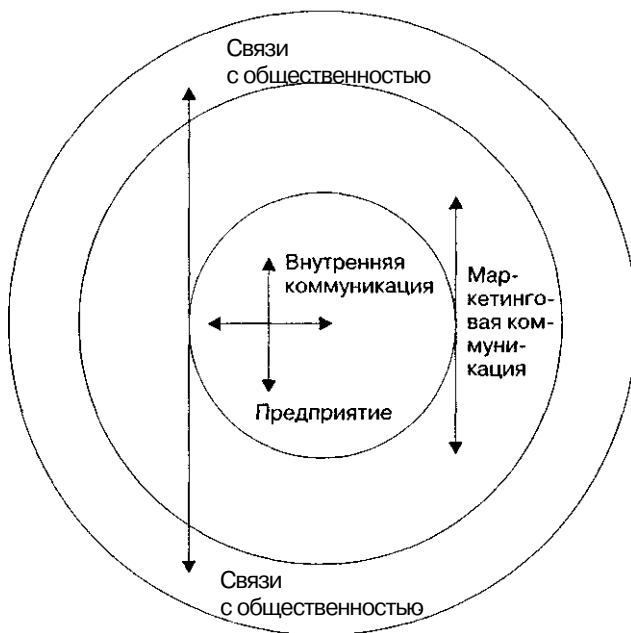 Связи
с общественностью
Внутренняя
коммуникация
Мар-
кетинго-
вая ком-
муни-
кация
Предприятие
Связи
с общественностью